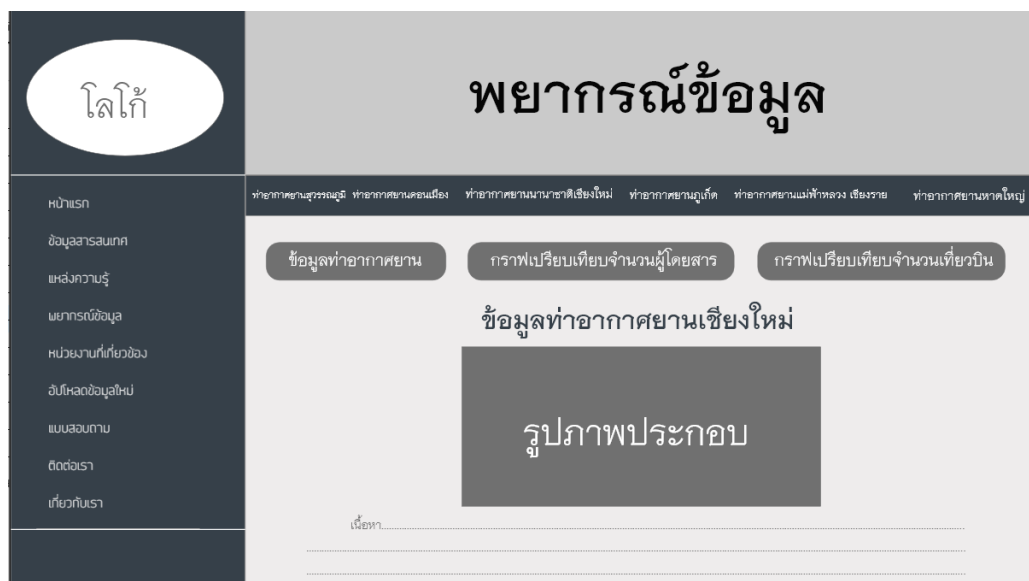 โลโก้
พยากรณ์ข้อมูล
หน้าแรก
ข้อมูลสารสนเทศ
แหล่งความรู้
พยากรณ์ข้อมูล
หน่วยงานที่เกี่ยวข้อง
อัปโหลดข้อมูลใหม่
แบบสอบถาม
ติดต่อเรา
เกี่ยวกับเรา
ท่าอากาศยานสุวรรณภูมิ ท่าอากาศยานดอนเมือง ท่าอากาศยานนานาชาติเชียงใหม่ ท่าอากาศยานภูเก็ต ท่าอากาศยานแม่ฟ้าหลวง เชียงราย ท่าอากาศยานหาดใหญ่
ข้อมูลท่าอากาศยาน กราฟเปรียบเทียบจำนวนผู้โดยสาร กราฟเปรียบเทียบจำนวนเที่ยวบิน
ข้อมูลท่าอากาศยานเชียงใหม่
รูปภาพประกอบ
เนื้อหา